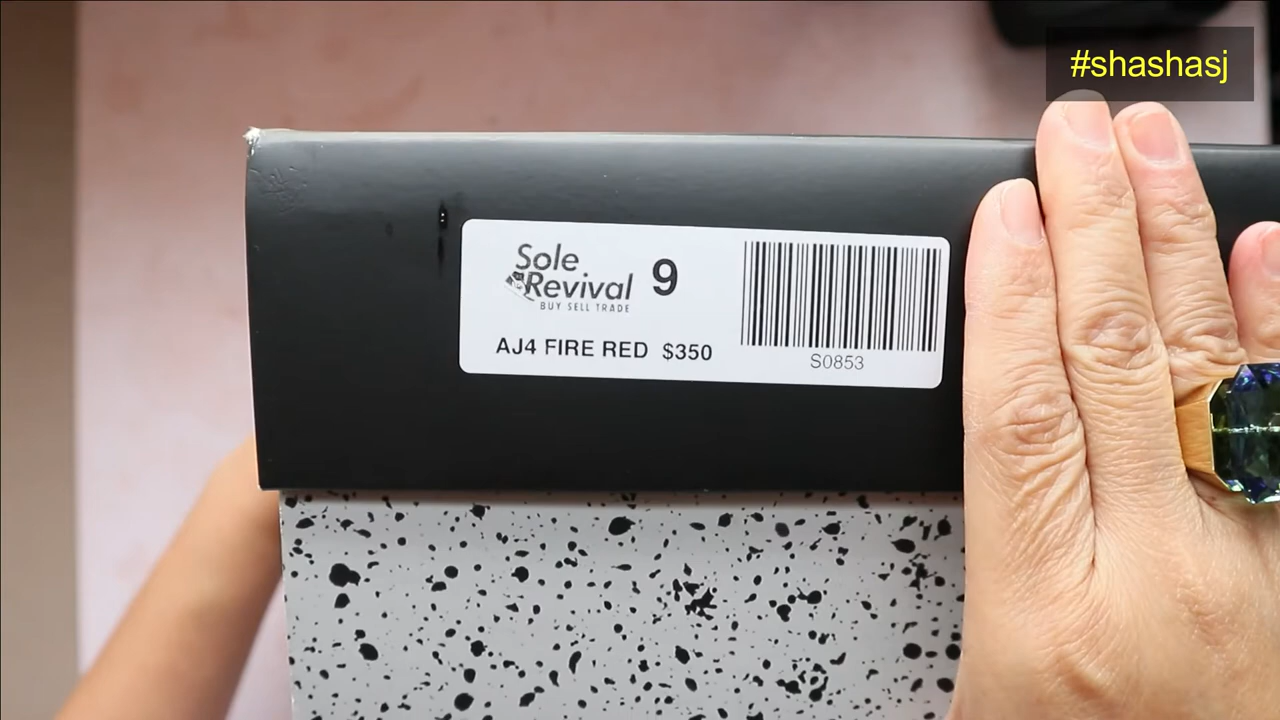 #shashasj
Sole
Revival
BUY SELL TRADE
9
AJ4 FIRE RED $350
S0853